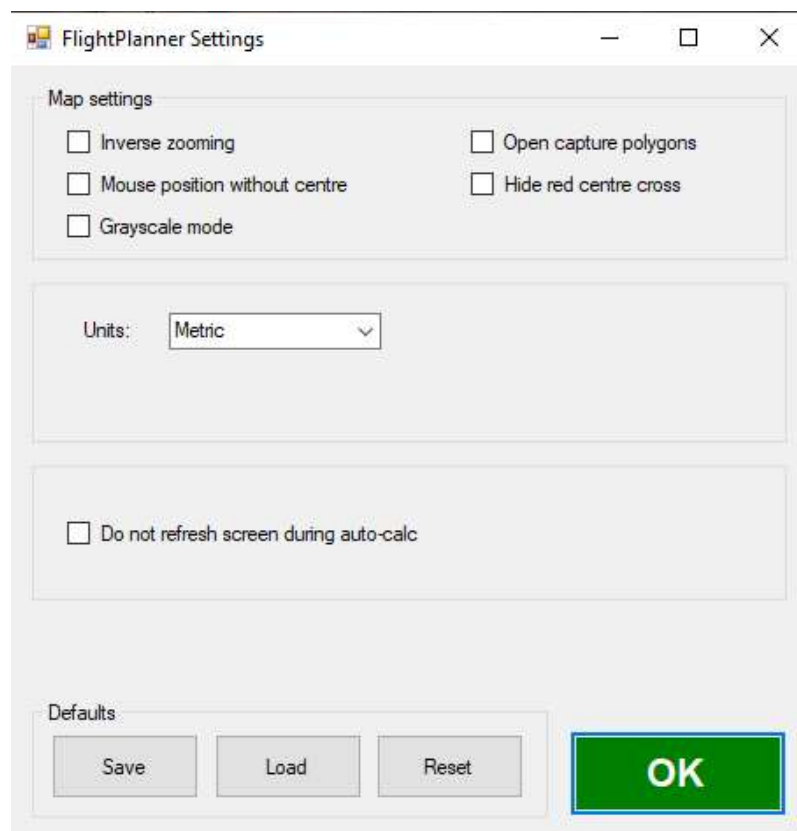 FlightPlanner Settings
Map settings
Inverse zooming
Open capture polygons
Mouse position without centre
Hide red centre cross
Grayscale mode
Units: Metric
Do not refresh screen during auto-calc
Defaults
Save Load Reset
OK